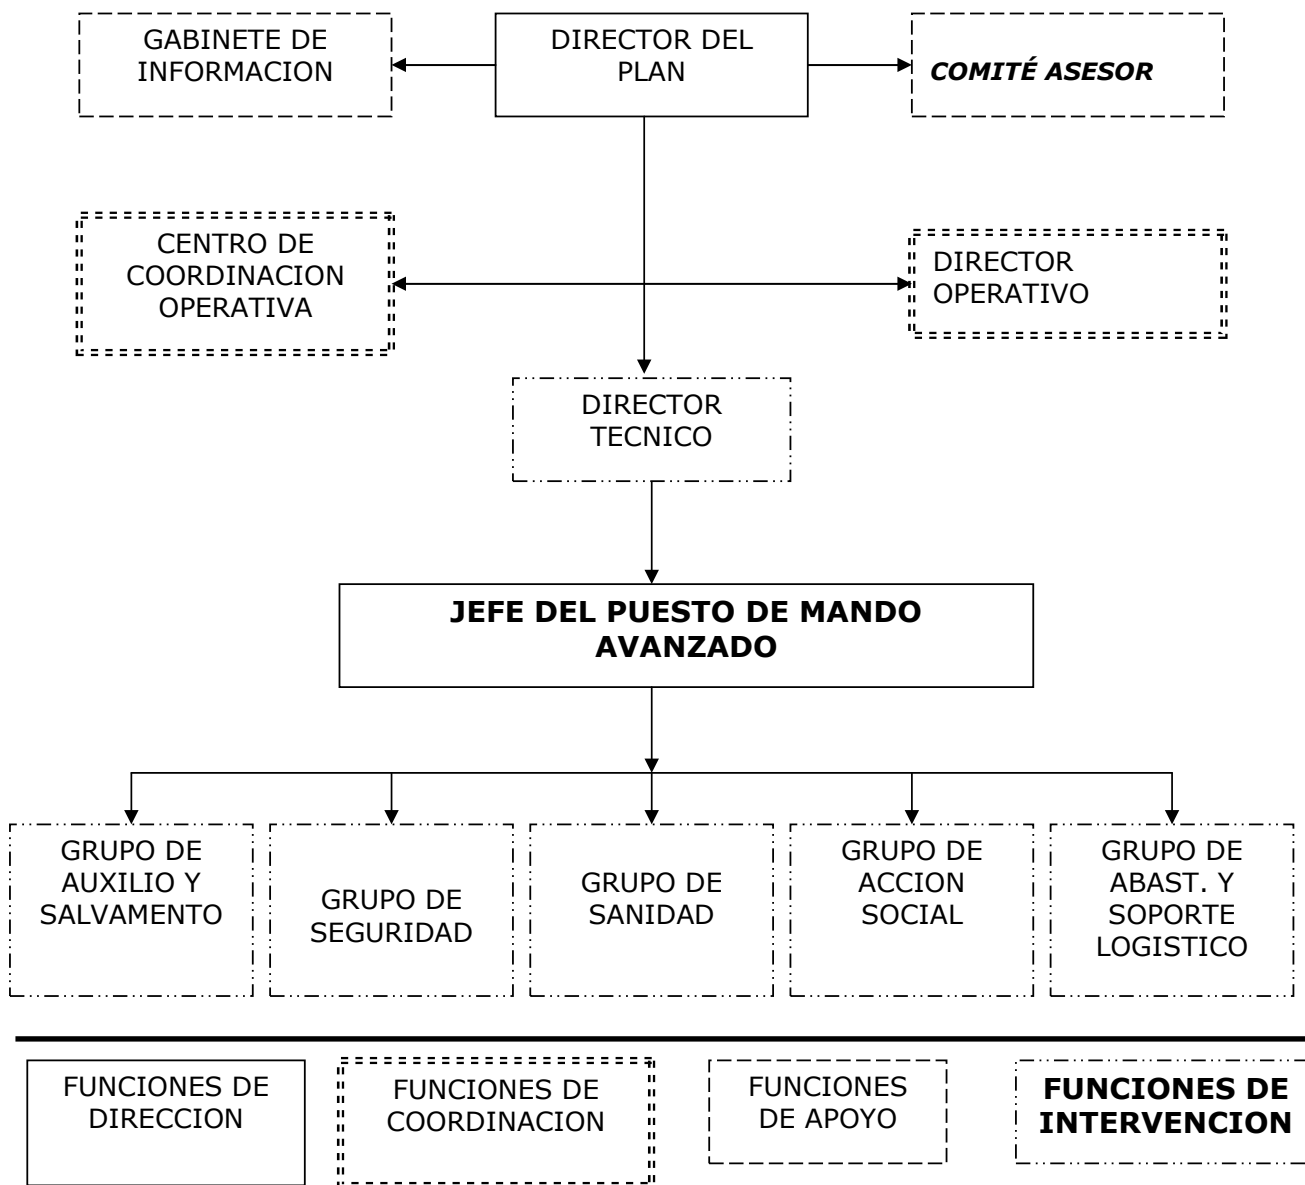 GABINETE DE
INFORMACION
DIRECTOR DEL
PLAN
COMITÉ ASESOR
CENTRO DE
COORDINACION
OPERATIVA
DIRECTOR
OPERATIVO
DIRECTOR
TECNICO
JEFE DEL PUESTO DE MANDO
AVANZADO
GRUPO DE
AUXILIO Y
SALVAMENTO
GRUPO DE
SEGURIDAD
GRUPO DE
SANIDAD
GRUPO DE
ACCION
SOCIAL
GRUPO DE
ABAST. Y
SOPORTE
LOGISTICO
FUNCIONES DE
DIRECCION
FUNCIONES DE
COORDINACION
FUNCIONES
DE APOYO
FUNCIONES DE
INTERVENCION